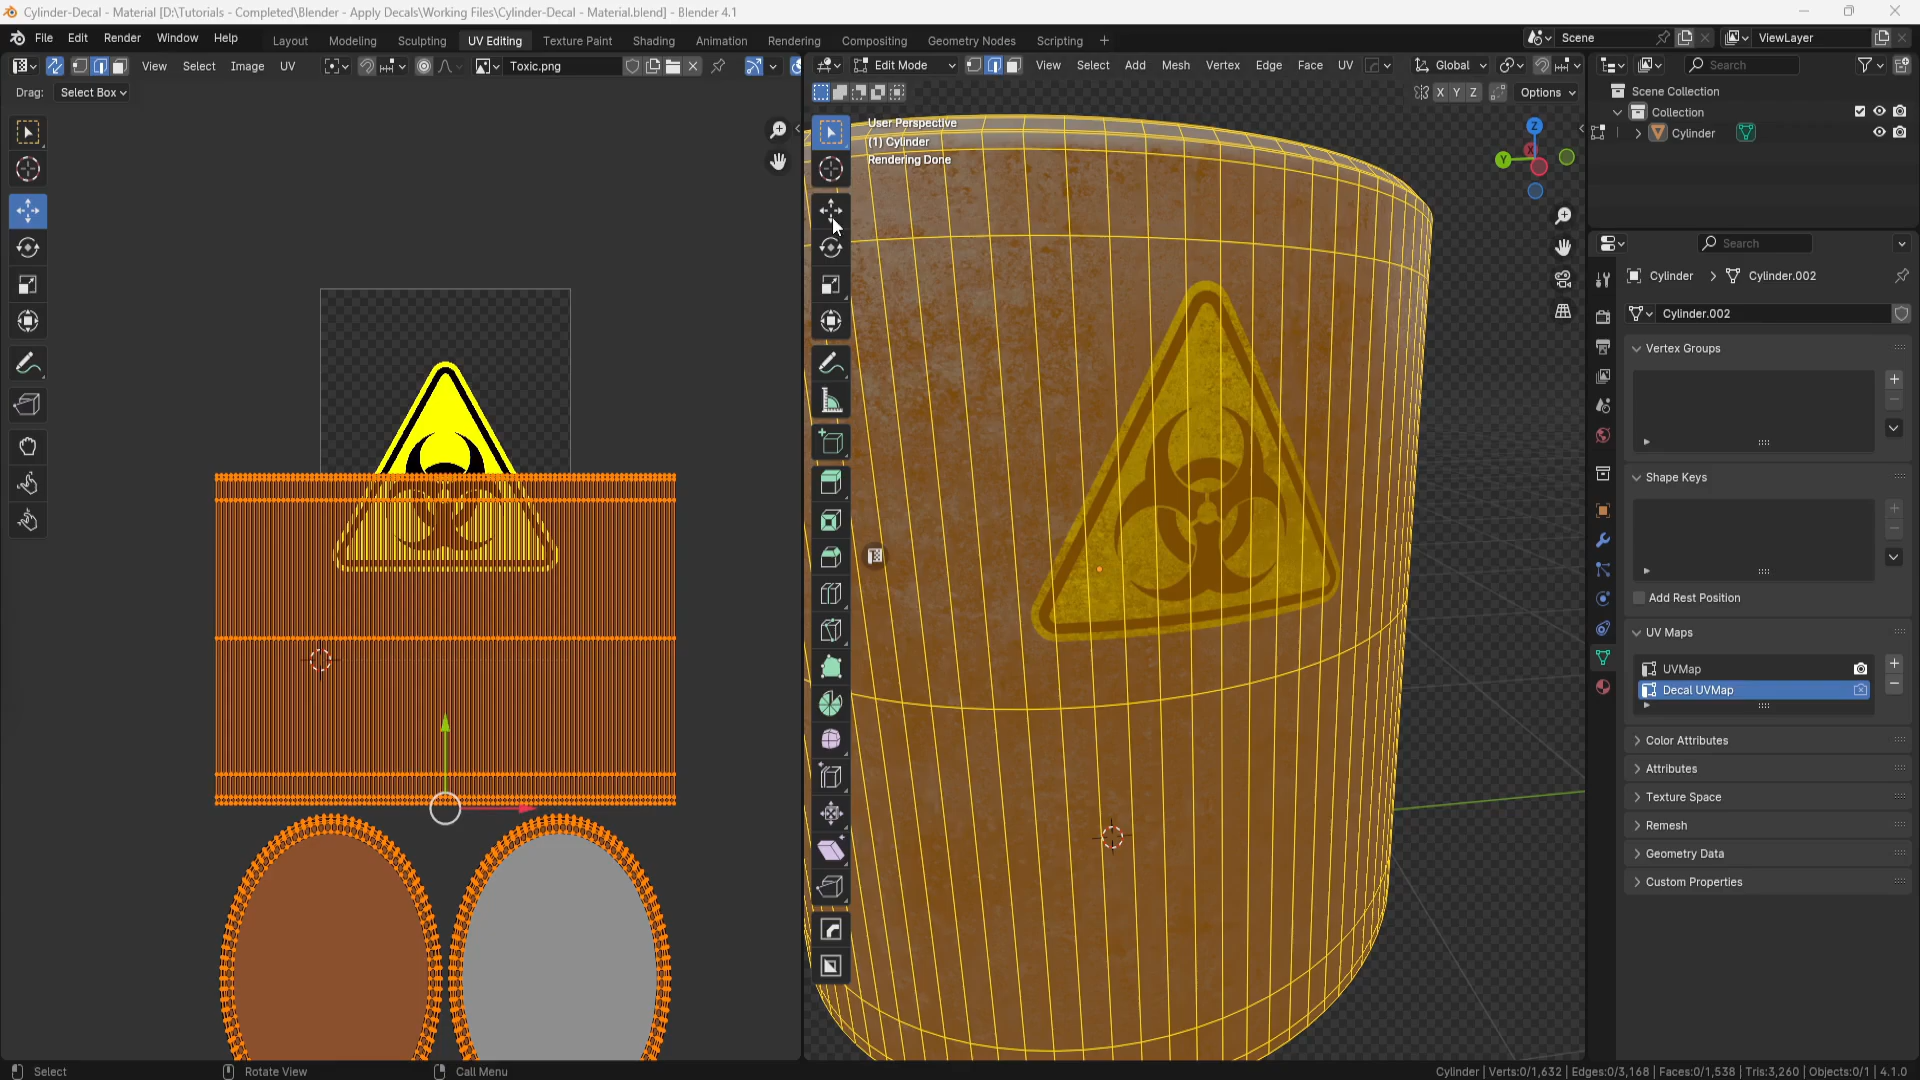 Cylinder-Decal - Material [D:\Tutorials - Completed\Blender - Apply Decals\Working Files\Cylinder-Decal - Material.blend] - Blender 4.1
File Edit Render Window Help Layout Modeling Sculpting UV Editing Texture Paint Shading Animation Rendering Compositing Geometry Nodes Scripting + Scene ViewLayer
View Select Image UV Toxic.png Edit Mode View Select Add Mesh Vertex Edge Face UV Global Search
Drag: Select Box X Y Z Options
Scene Collection
Collection
Cylinder
User Perspective
(1) Cylinder
Rendering Done
Z
X
Y
Search
Cylinder > Cylinder.002
Cylinder.002
Vertex Groups
Shape Keys
Add Rest Position
UV Maps
UVMap
Decal UVMap
Color Attributes
Attributes
Texture Space
Remesh
Geometry Data
Custom Properties
Select Rotate View Call Menu Cylinder | Verts:0/1,632 | Edges:0/3,168 | Faces:0/1,538 | Tris:3,260 | Objects:0/1 | 4.1.0